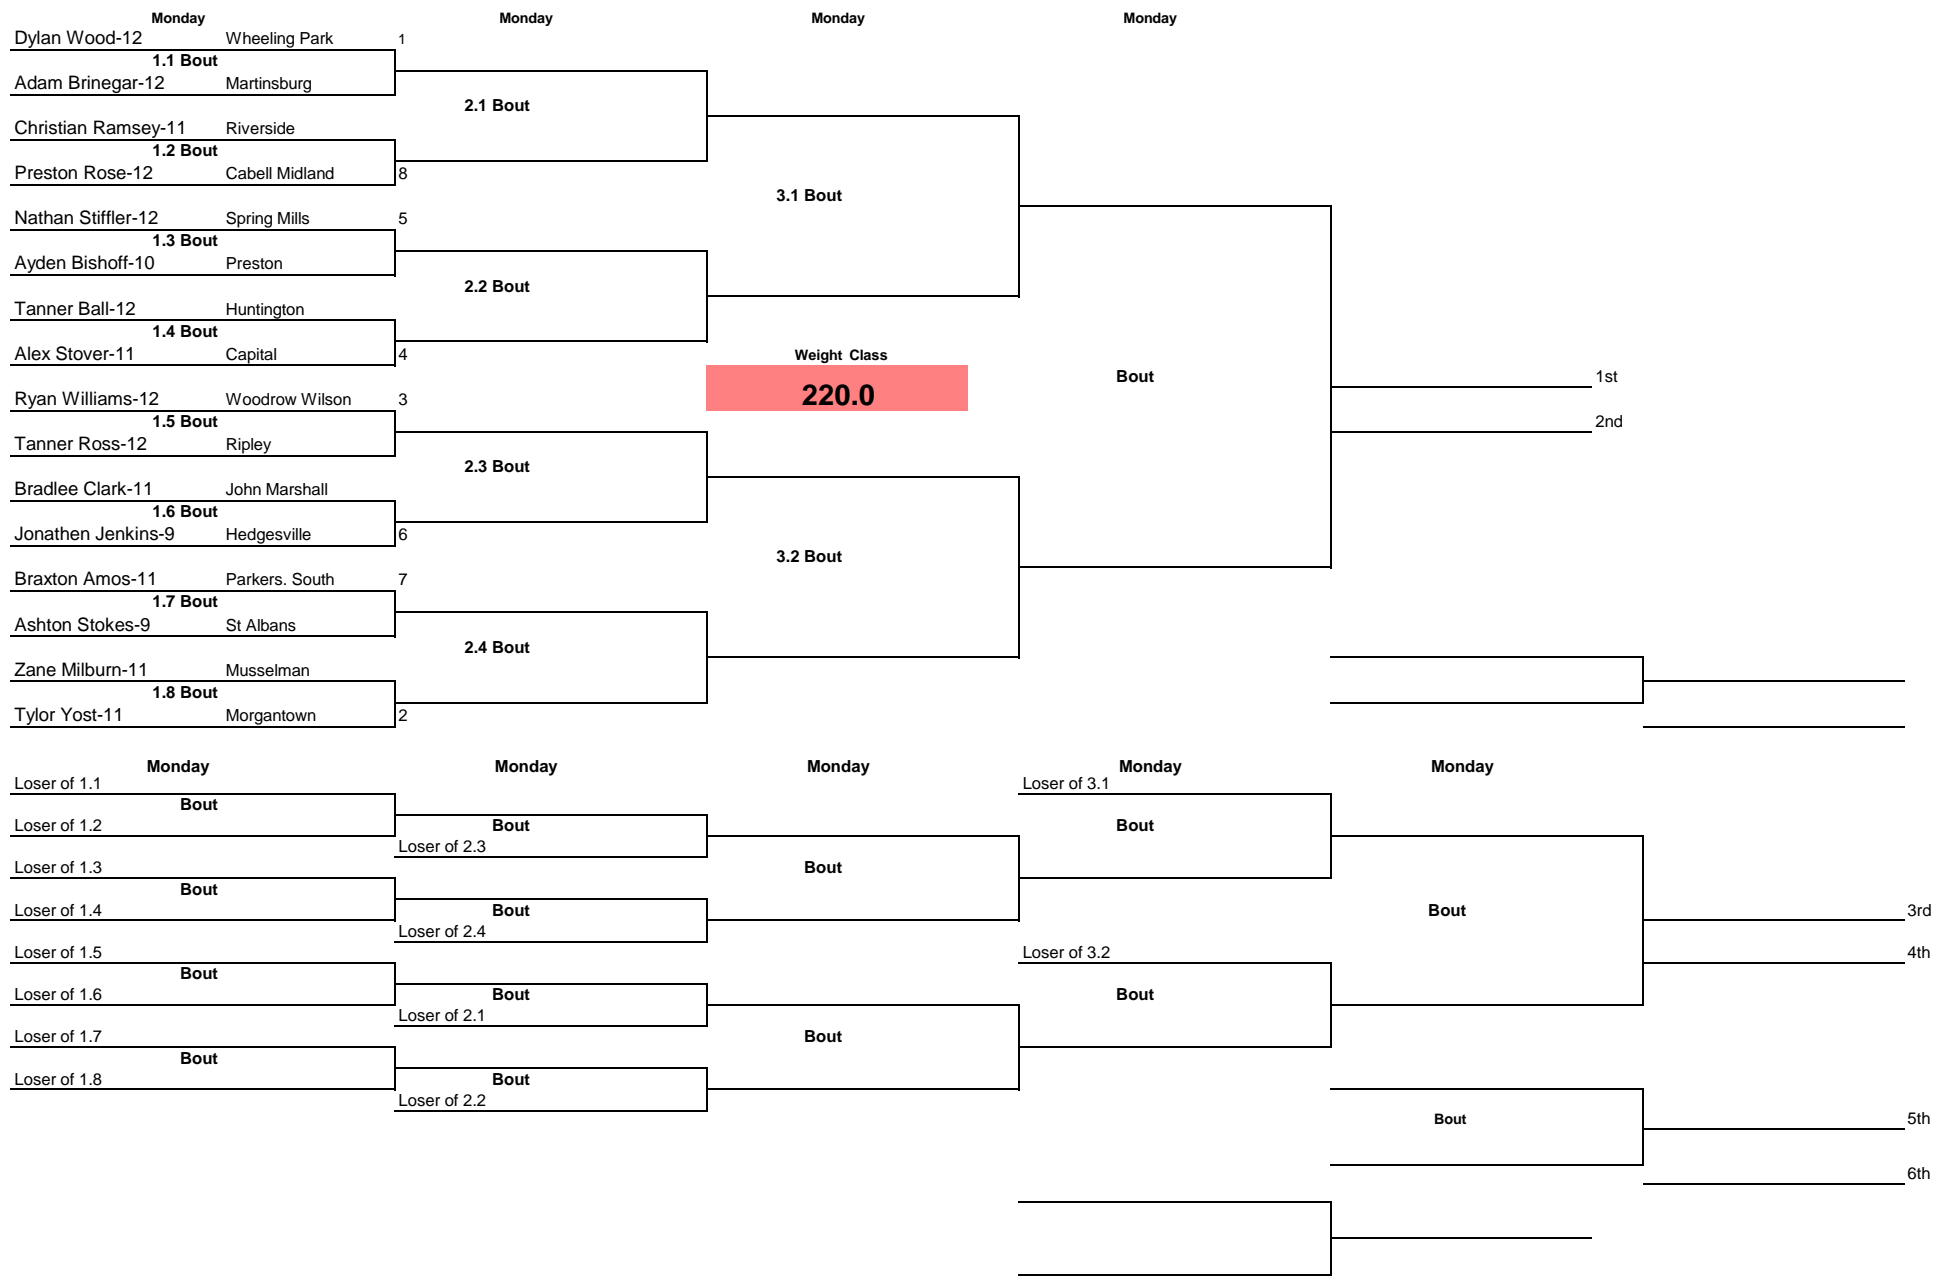 Monday Monday Monday Monday
Dylan Wood-12 Wheeling Park 1
1.1 Bout
Adam Brinegar-12 Martinsburg
2.1 Bout
Christian Ramsey-11 Riverside
1.2 Bout
Preston Rose-12 Cabell Midland 8
3.1 Bout
Nathan Stiffler-12 Spring Mills 5
1.3 Bout
Ayden Bishoff-10 Preston
2.2 Bout
Tanner Ball-12 Huntington
1.4 Bout
Alex Stover-11 Capital 4 Weight Class
Bout 1st
Ryan Williams-12 Woodrow Wilson 3 220.0
1.5 Bout 2nd
Tanner Ross-12 Ripley
2.3 Bout
Bradlee Clark-11 John Marshall
1.6 Bout
Jonathen Jenkins-9 Hedgesville 6
3.2 Bout
Braxton Amos-11 Parkers. South 7
1.7 Bout
Ashton Stokes-9 St Albans
2.4 Bout
Zane Milburn-11 Musselman
1.8 Bout
Tylor Yost-11 Morgantown 2
Monday Monday Monday Monday Monday
Loser of 1.1 Loser of 3.1
Bout
Loser of 1.2 Bout Bout
Loser of 2.3
Loser of 1.3 Bout
Bout
Loser of 1.4 Bout Bout 3rd
Loser of 2.4
Loser of 1.5 Loser of 3.2 4th
Bout
Loser of 1.6 Bout Bout
Loser of 2.1
Loser of 1.7 Bout
Bout
Loser of 1.8 Bout
Loser of 2.2
Bout 5th
6th